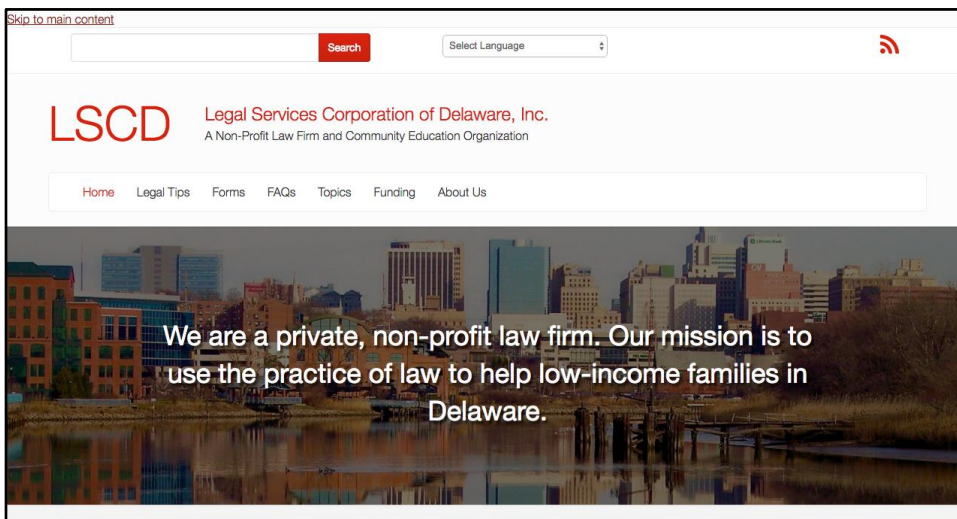 Skip to main content
Search
Select Language
LSCD
Legal Services Corporation of Delaware, Inc.
A Non-Profit Law Firm and Community Education Organization
Home Legal Tips Forms FAQs Topics Funding About Us
We are a private, non-profit law firm. Our mission is to
use the practice of law to help low-income families in
Delaware.